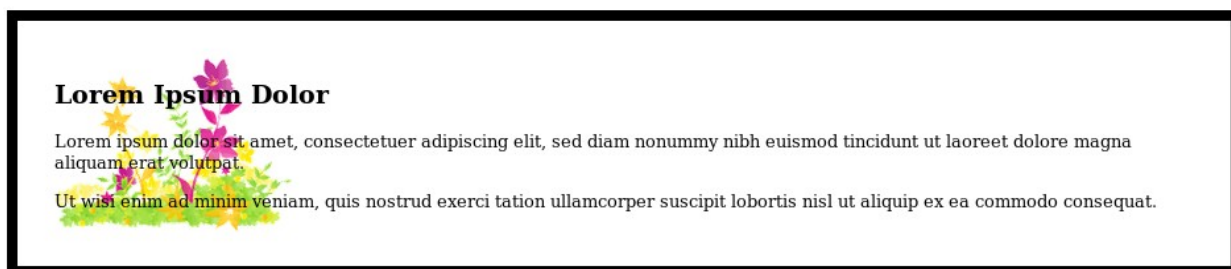 Lorem Ipsum Dolor
Lorem ipsum dolor sit amet, consectetuer adipiscing elit, sed diam nonummy nibh euismod tincidunt ut laoreet dolore magna
aliquam erat volutpat.
Ut wisi enim ad minim veniam, quis nostrud exerci tation ullamcorper suscipit lobortis nisl ut aliquip ex ea commodo consequat.